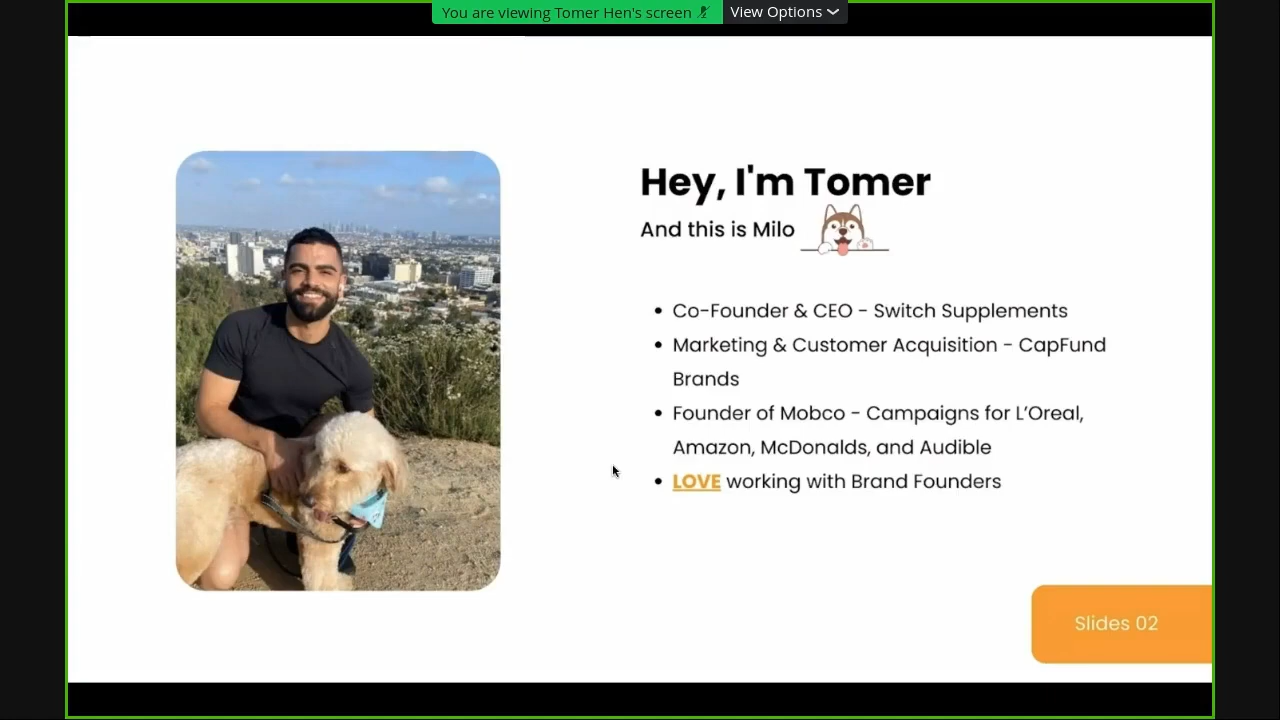 You are viewing Tomer Hen's screen
View Options
Hey, I'm Tomer
And this is Milo
• Co-Founder & CEO - Switch Supplements
• Marketing & Customer Acquisition - CapFund
Brands
• Founder of Mobco - Campaigns for L’Oreal,
Amazon, McDonalds, and Audible
• LOVE working with Brand Founders
Slides 02